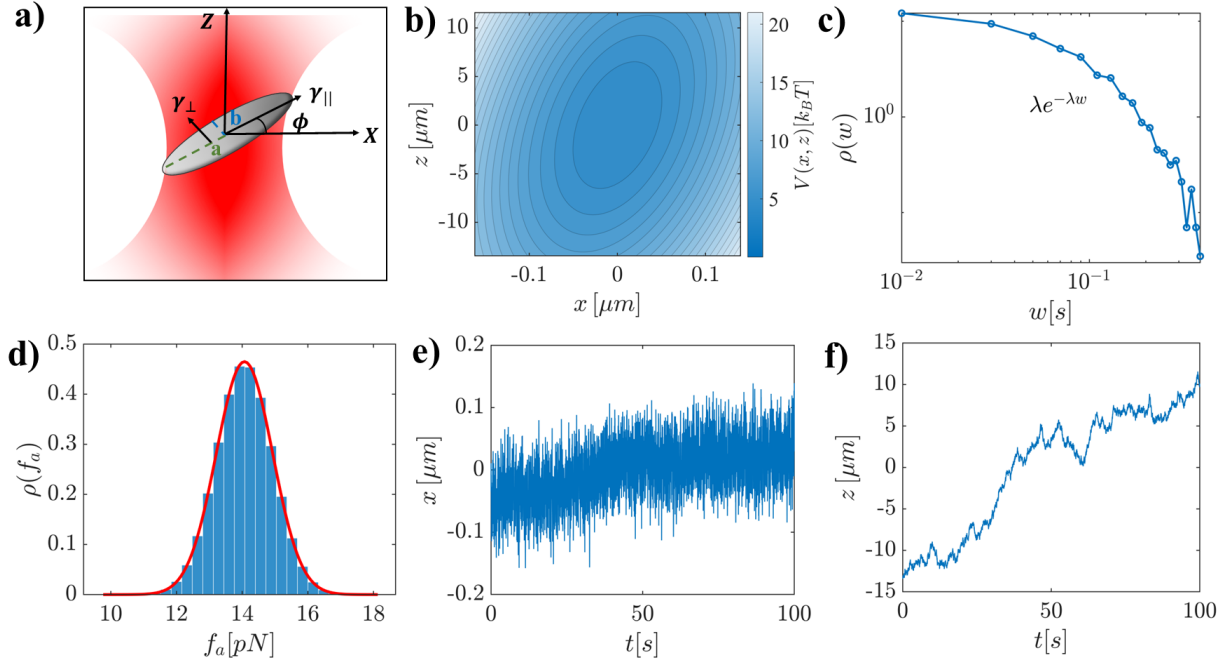 a)
Z
γ⊥
b
γ||
ϕ
X
a
b)
10
5
0
-5
-10
z [μm]
-0.1
0
0.1
x [μm]
20
15
10
5
V(x, z)[k_BT]
c)
10^0
ρ(w)
λe^{-λw}
10^{-2}
10^{-1}
w[s]
d)
0.5
0.4
0.3
0.2
0.1
0
ρ(f_a)
10
12
14
16
18
f_a[pN]
e)
0.2
0.1
0
-0.1
-0.2
x [μm]
0
50
100
t[s]
f)
15
10
5
0
-5
-10
-15
z [μm]
0
50
100
t[s]